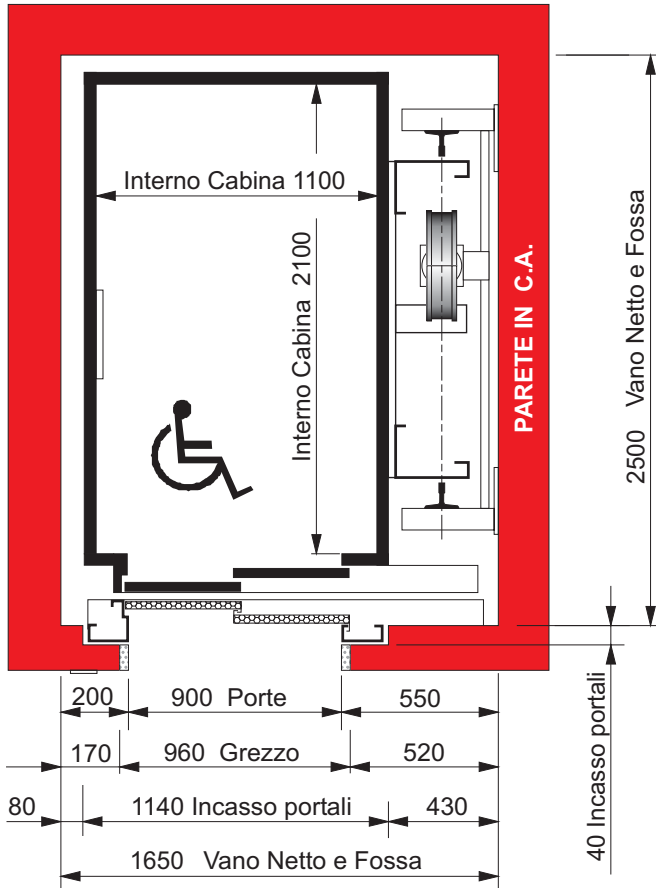 Interno Cabina 1100
Interno Cabina 2100
PARETE IN C.A.
2500 Vano Netto e Fossa
200
900 Porte
550
170
960 Grezzo
520
80
1140 Incasso portali
430
40 Incasso portali
1650 Vano Netto e Fossa